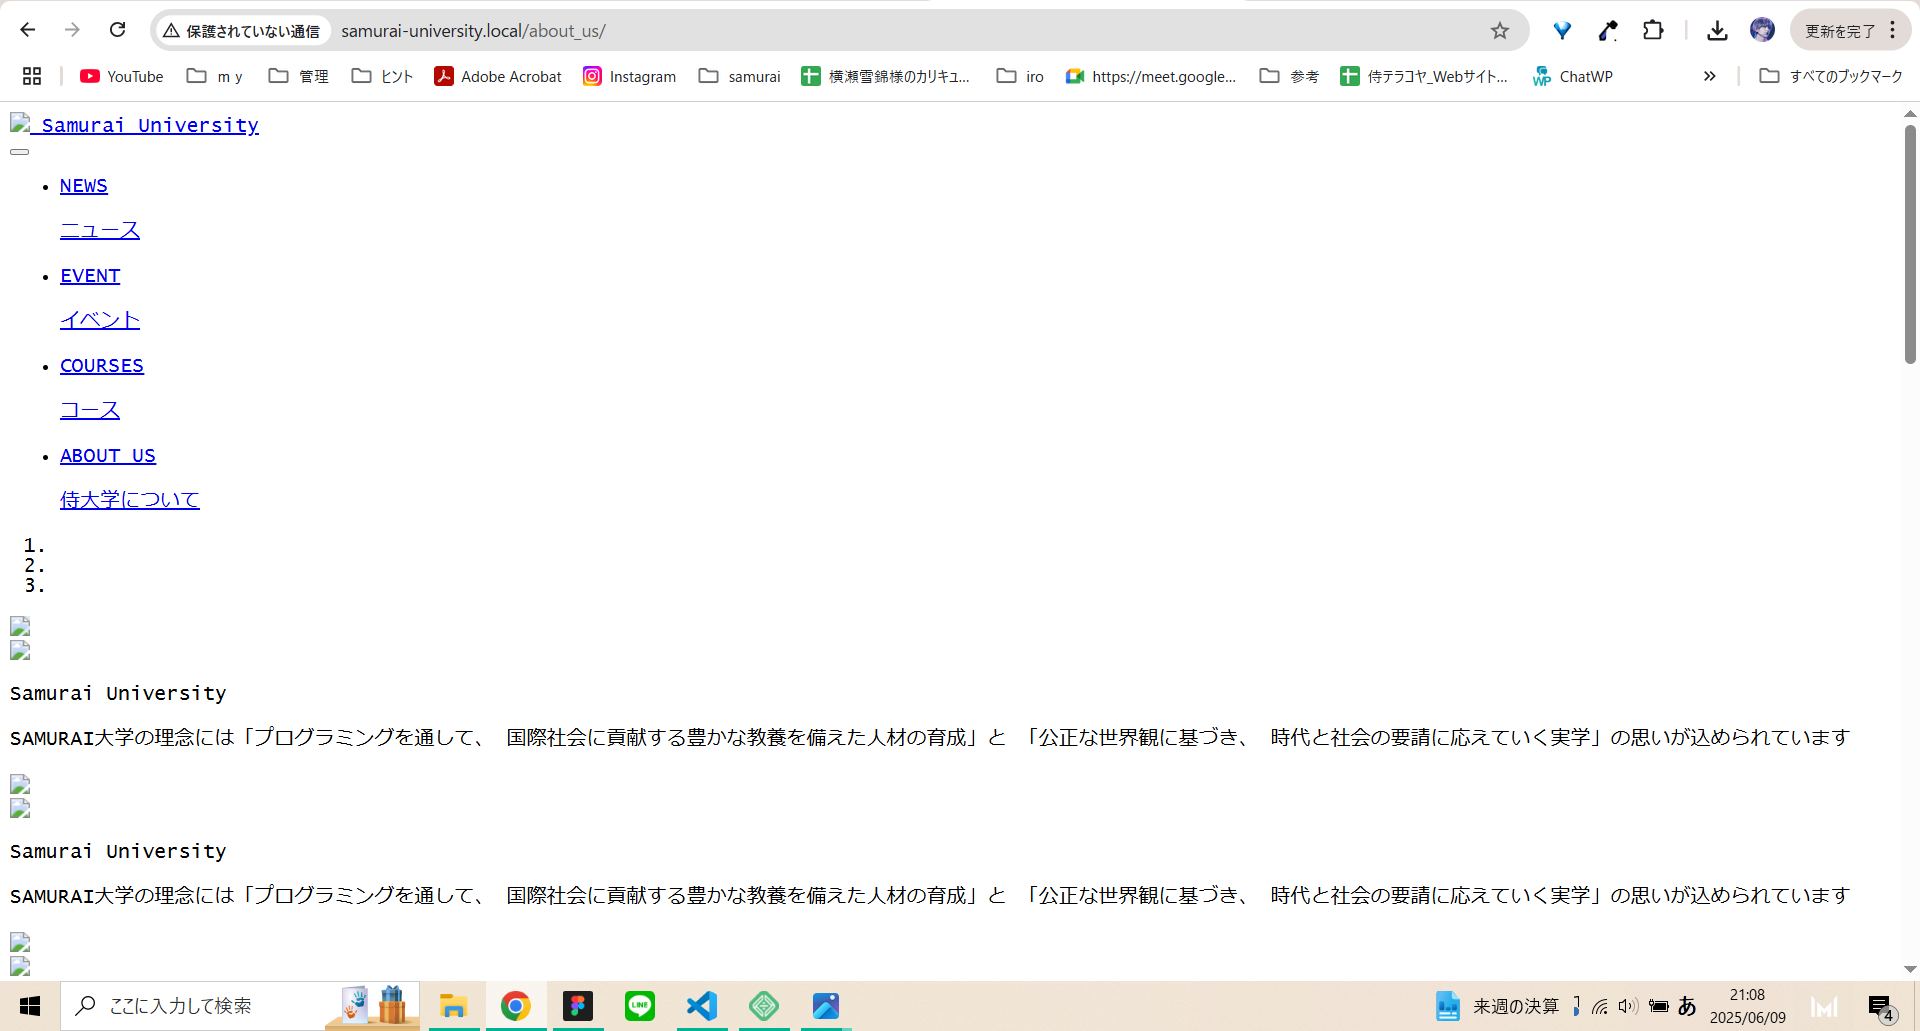 保護されていない通信
samurai-university.local/about_us/
更新を完了
YouTube
m y
管理
ヒント
Adobe Acrobat
Instagram
samurai
横瀬雪錦様のカリキュ...
iro
https://meet.google...
参考
侍テラコヤ_Webサイト...
ChatWP
»
すべてのブックマーク
Samurai University
NEWS
ニュース
EVENT
イベント
COURSES
コース
ABOUT US
侍大学について
1.
2.
3.
Samurai University
SAMURAI大学の理念には「プログラミングを通して、 国際社会に貢献する豊かな教養を備えた人材の育成」と 「公正な世界観に基づき、 時代と社会の要請に応えていく実学」の思いが込められています
Samurai University
SAMURAI大学の理念には「プログラミングを通して、 国際社会に貢献する豊かな教養を備えた人材の育成」と 「公正な世界観に基づき、 時代と社会の要請に応えていく実学」の思いが込められています
ここに入力して検索
LINE
来週の決算
あ
21:08
2025/06/09
4